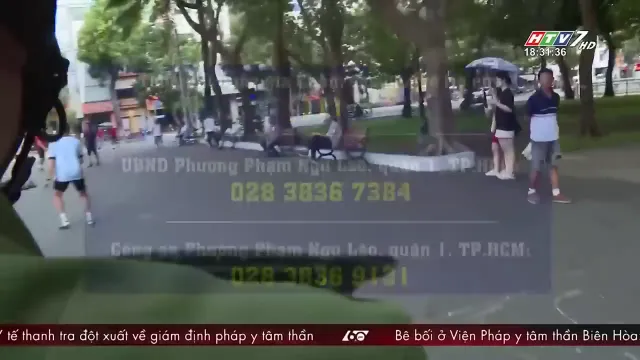 HTV7 HD
18:31:36
UBND Phường Phạm Ngũ Lão, quận 1, TP.HCM
028 3836 7384
Công an Phường Phạm Ngũ Lão, quận 1, TP.HCM
028 3836 9131
Y tế thanh tra đột xuất về giám định pháp y tâm thần
60
Bê bối ở Viện Pháp y tâm thần Biên Hòa